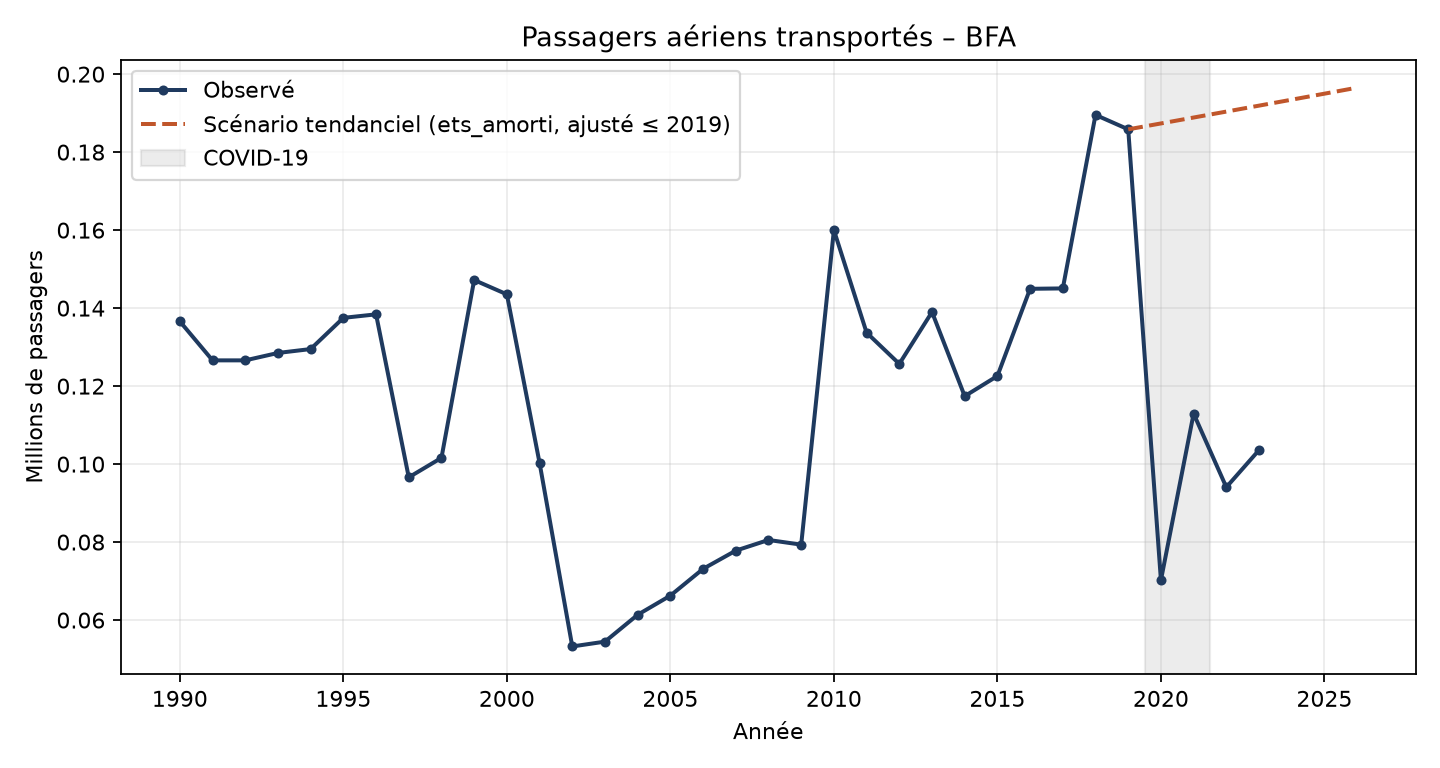 Passagers aériens transportés – BFA
Observé
Scénario tendanciel (ets_amorti, ajusté ≤ 2019)
COVID-19
Millions de passagers
0.20
0.18
0.16
0.14
0.12
0.10
0.08
0.06
1990 1995 2000 2005 2010 2015 2020 2025
Année